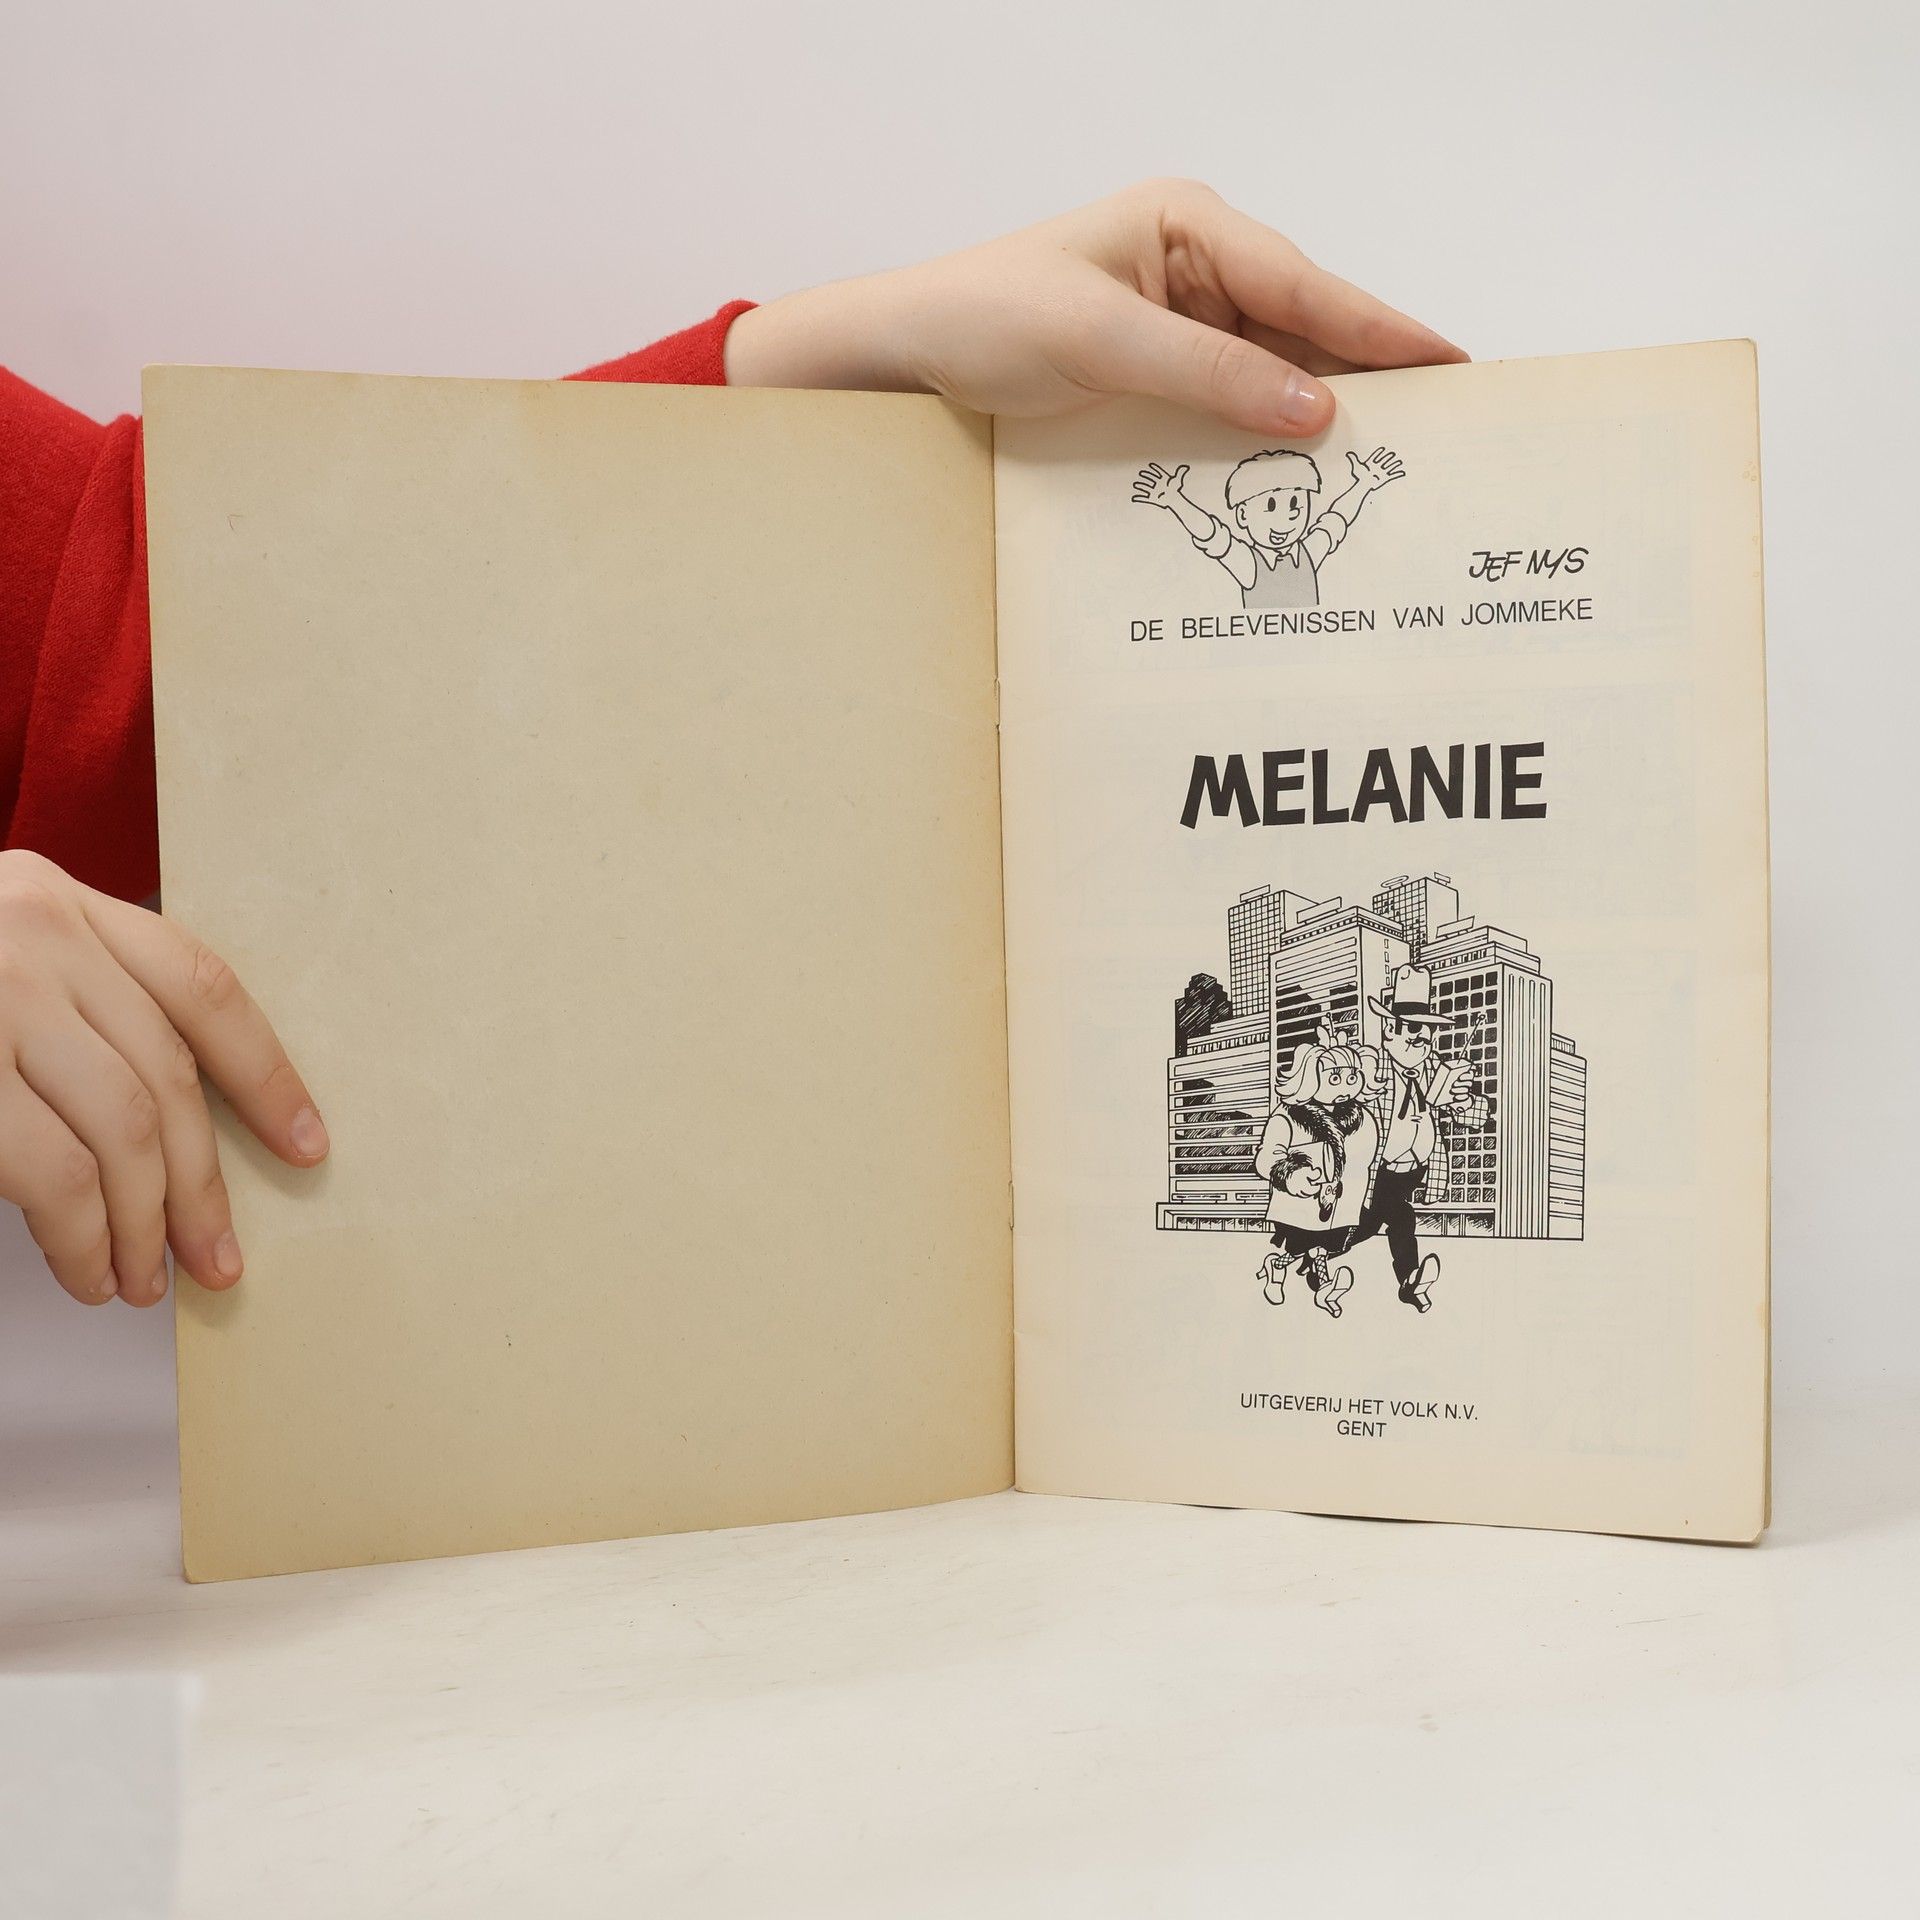 JEF NYS
DE BELEVENISSEN VAN JOMMEKE
MELANIE
UITGEVERIJ HET VOLK N.V.
GENT